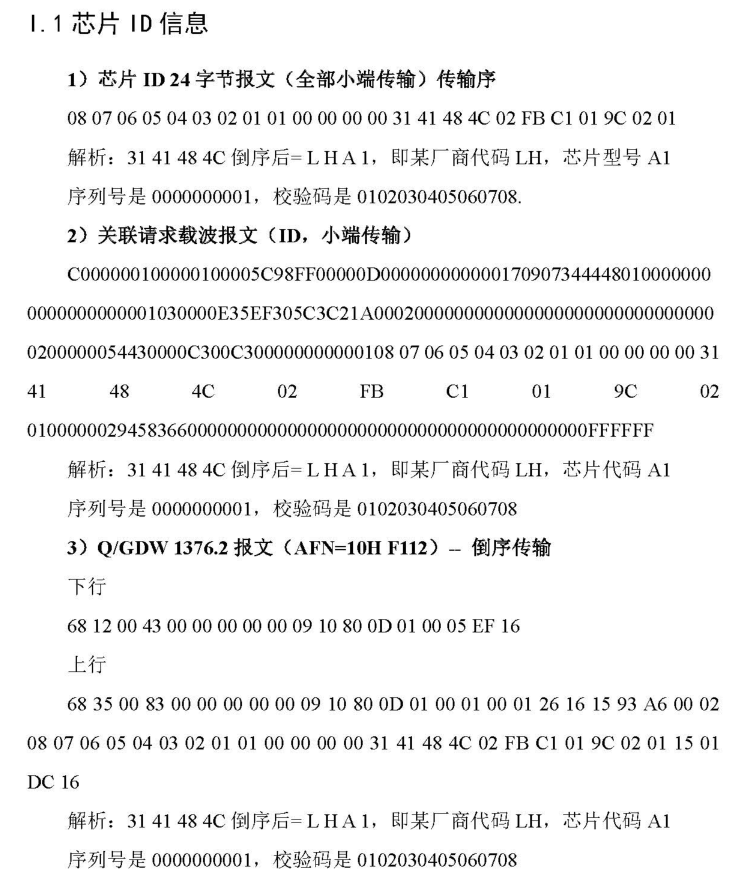 I.1 芯片 ID 信息
1）芯片 ID 24 字节报文（全部小端传输）传输序
08 07 06 05 04 03 02 01 01 00 00 00 00 31 41 48 4C 02 FB C1 01 9C 02 01
解析：31 41 48 4C 倒序后= L H A 1，即某厂商代码 LH，芯片型号 A1
序列号是 0000000001，校验码是 0102030405060708.
2）关联请求载波报文（ID，小端传输）
C000000100000100005C98FF00000D0000000000000170907344448010000000
0000000000001030000E35EF305C3C21A0002000000000000000000000000000000
020000005443000​0C300C300000000000​0108 07 06 05 04 03 02 01 01 00 00 00 00 31
41 48 4C 02 FB C1 01 9C 02
010000002945836600000000000000000000000000000000000000FFFFFF
解析：31 41 48 4C 倒序后= L H A 1，即某厂商代码 LH，芯片代码 A1
序列号是 0000000001，校验码是 0102030405060708
3）Q/GDW 1376.2 报文（AFN=10H F112）-- 倒序传输
下行
68 12 00 43 00 00 00 00 00 09 10 80 0D 01 00 05 EF 16
上行
68 35 00 83 00 00 00 00 00 09 10 80 0D 01 00 01 00 01 26 16 15 93 A6 00 02
08 07 06 05 04 03 02 01 01 00 00 00 00 31 41 48 4C 02 FB C1 01 9C 02 01 15 01
DC 16
解析：31 41 48 4C 倒序后= L H A 1，即某厂商代码 LH，芯片代码 A1
序列号是 0000000001，校验码是 0102030405060708